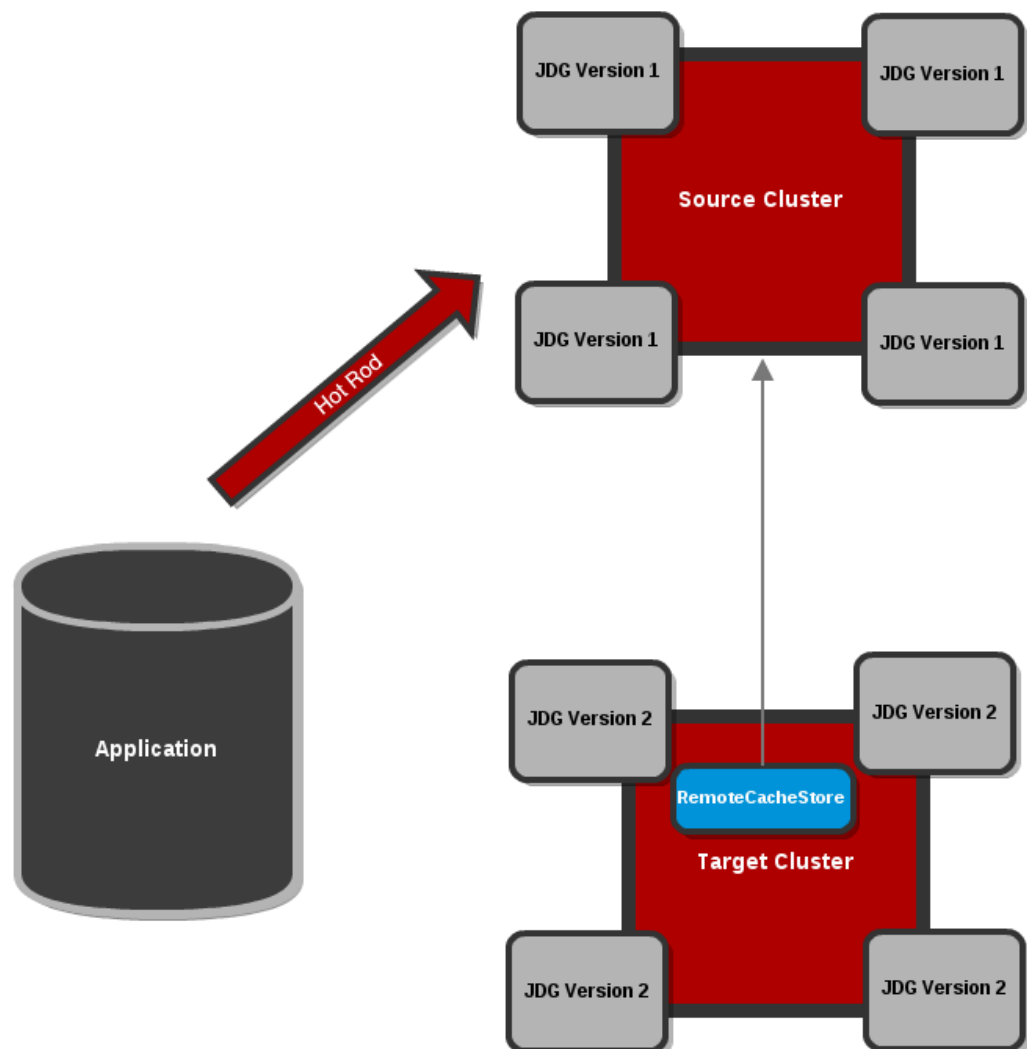 JDG Version 1
JDG Version 1
Source Cluster
JDG Version 1
JDG Version 1
Hot Rod
Application
JDG Version 2
JDG Version 2
RemoteCacheStore
Target Cluster
JDG Version 2
JDG Version 2